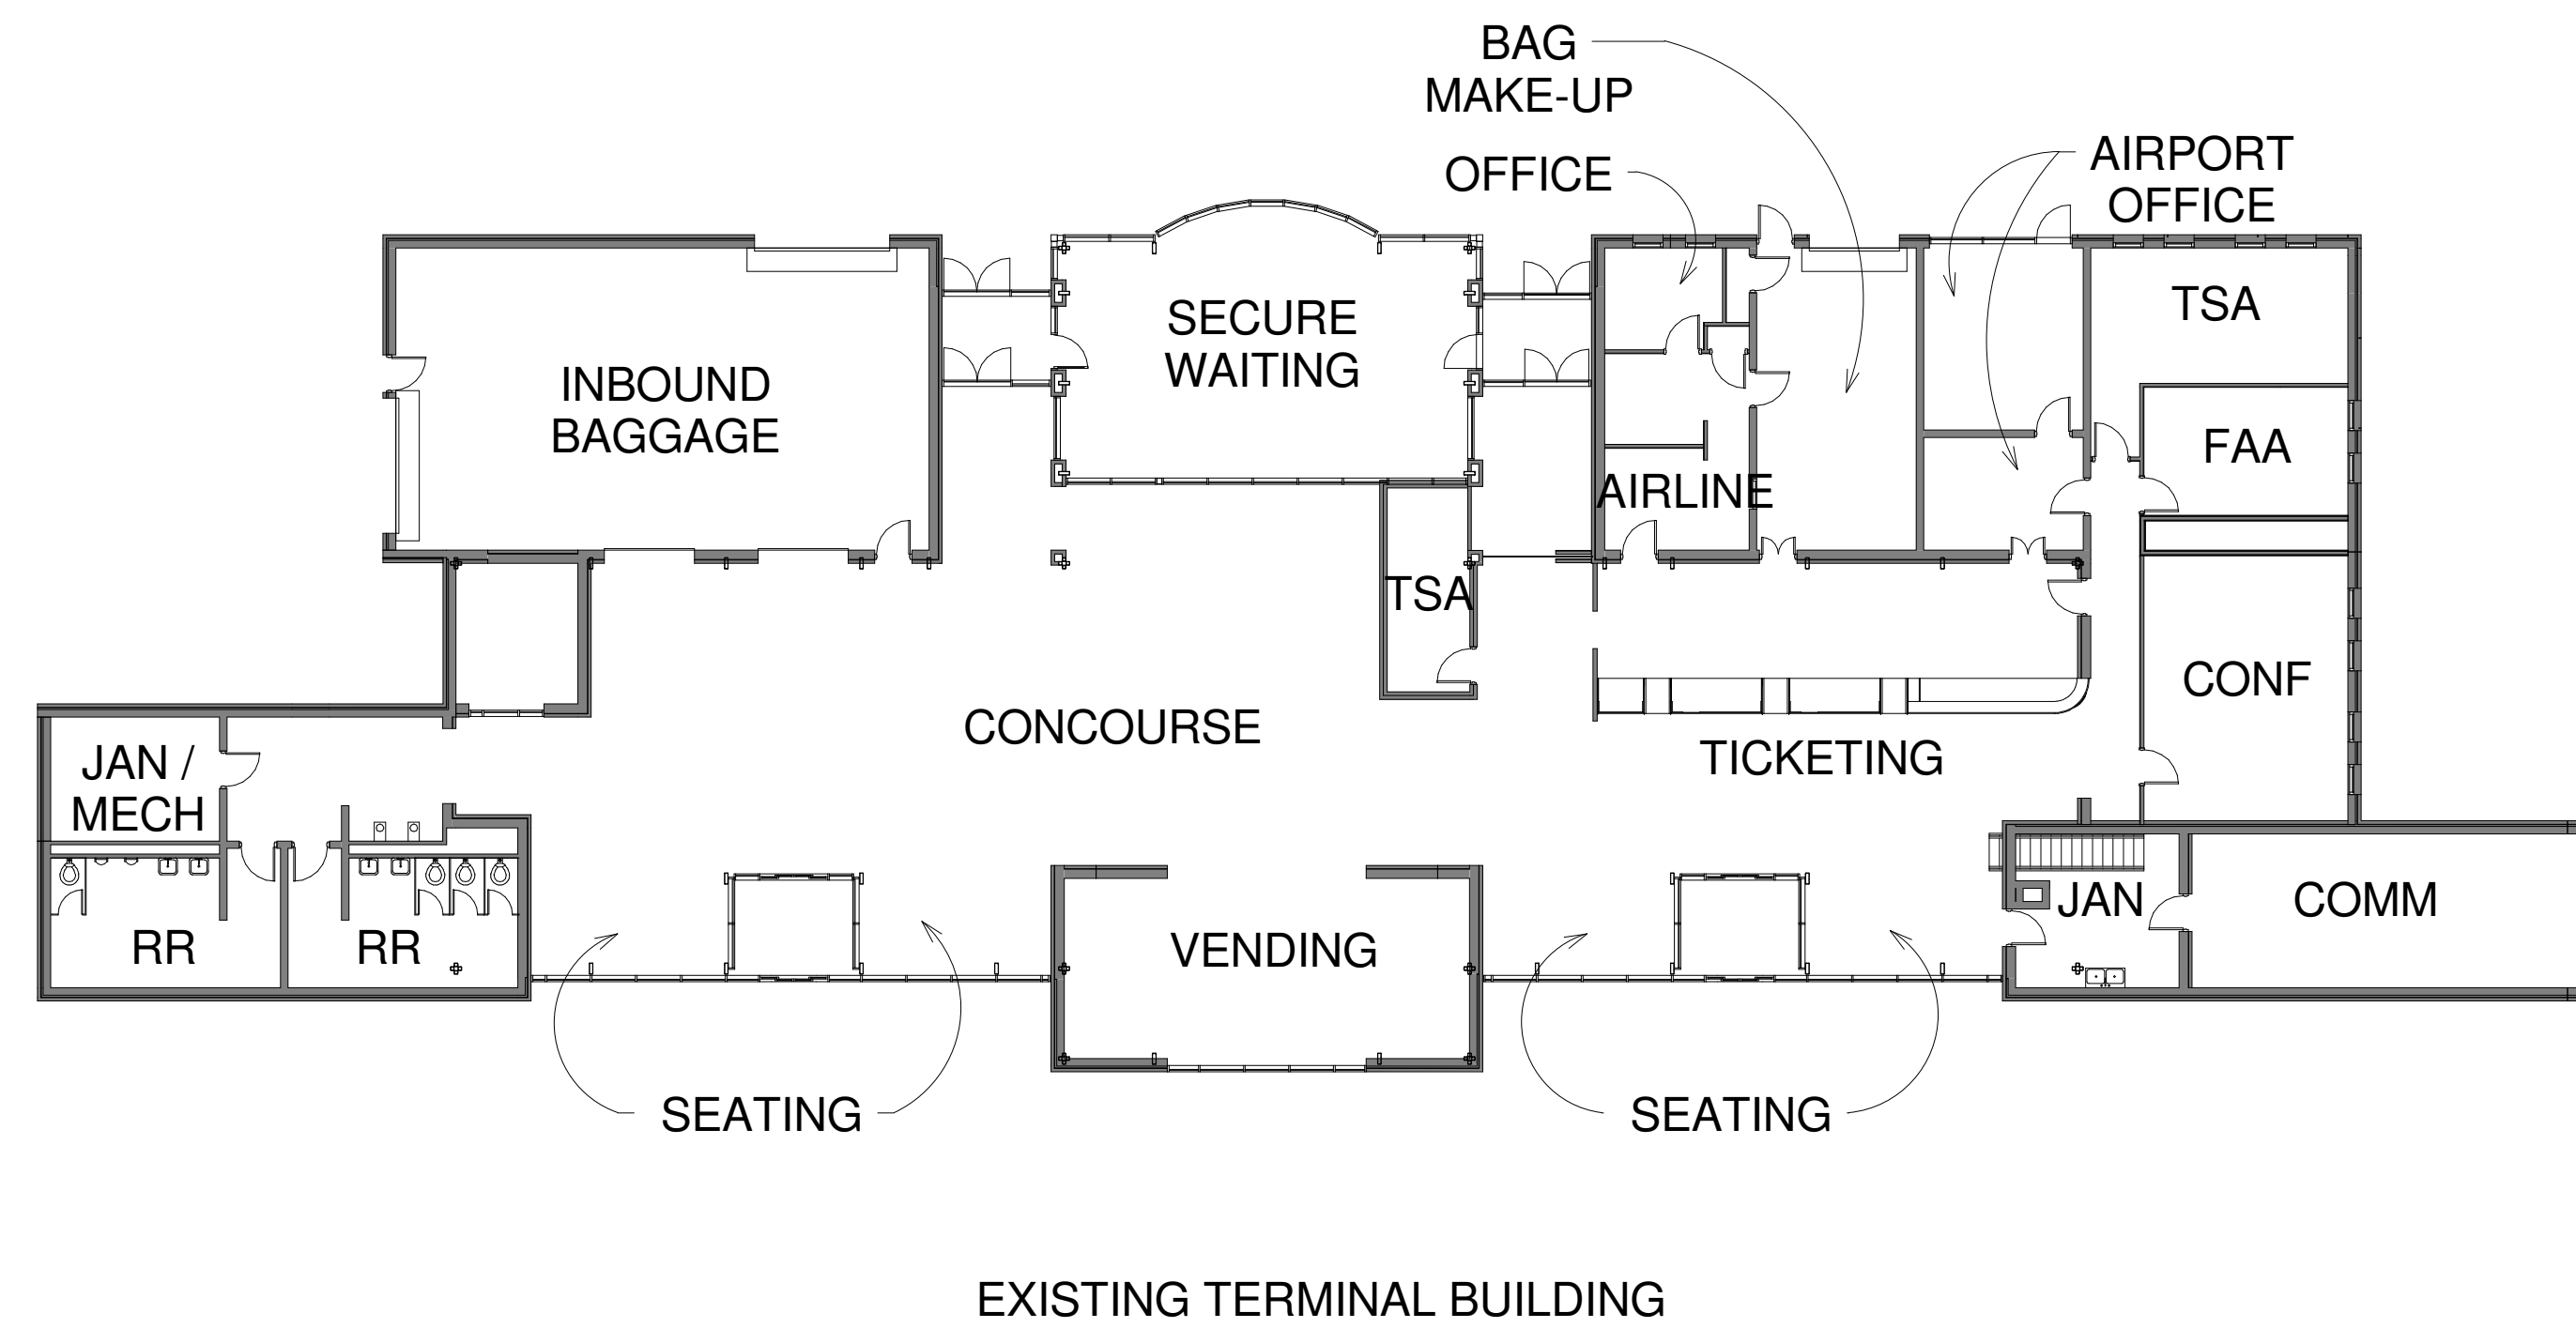 BAG
MAKE-UP
OFFICE
AIRPORT
OFFICE
TSA
SECURE
WAITING
INBOUND
BAGGAGE
FAA
AIRLINE
TSA
CONF
CONCOURSE
TICKETING
JAN /
MECH
JAN
COMM
RR
RR
VENDING
SEATING
SEATING
EXISTING TERMINAL BUILDING